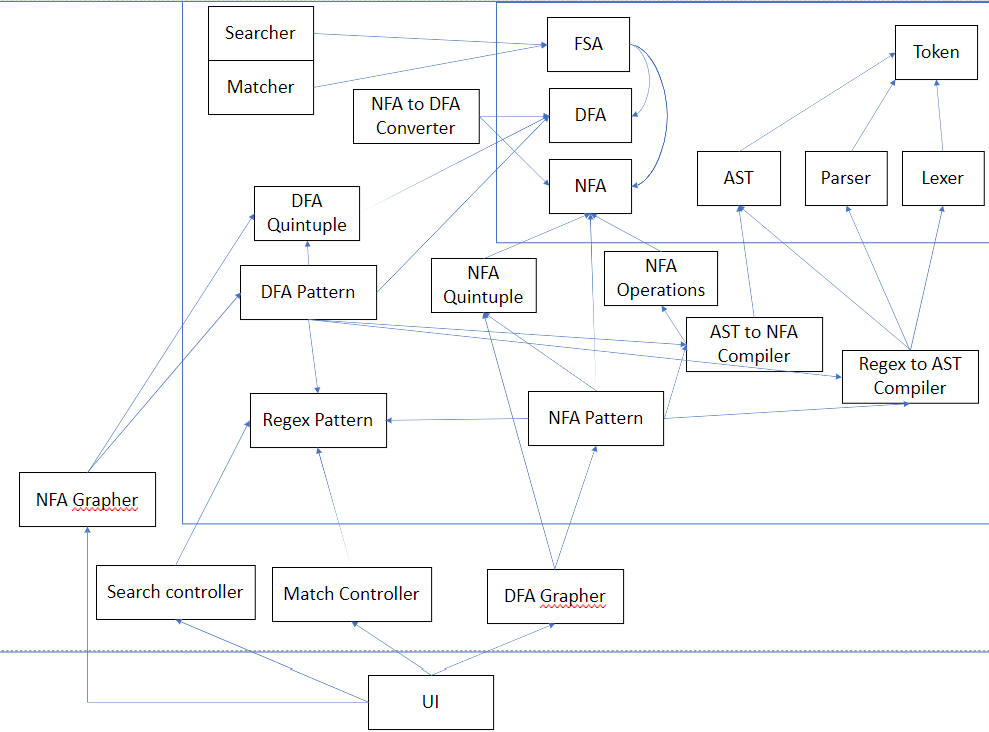 Searcher
Matcher
FSA
Token
NFA to DFA
Converter
DFA
NFA
AST
Parser
Lexer
DFA
Quintuple
DFA Pattern
NFA
Quintuple
NFA
Operations
AST to NFA
Compiler
Regex to AST
Compiler
Regex Pattern
NFA Pattern
NFA Grapher
Search controller
Match Controller
DFA Grapher
UI